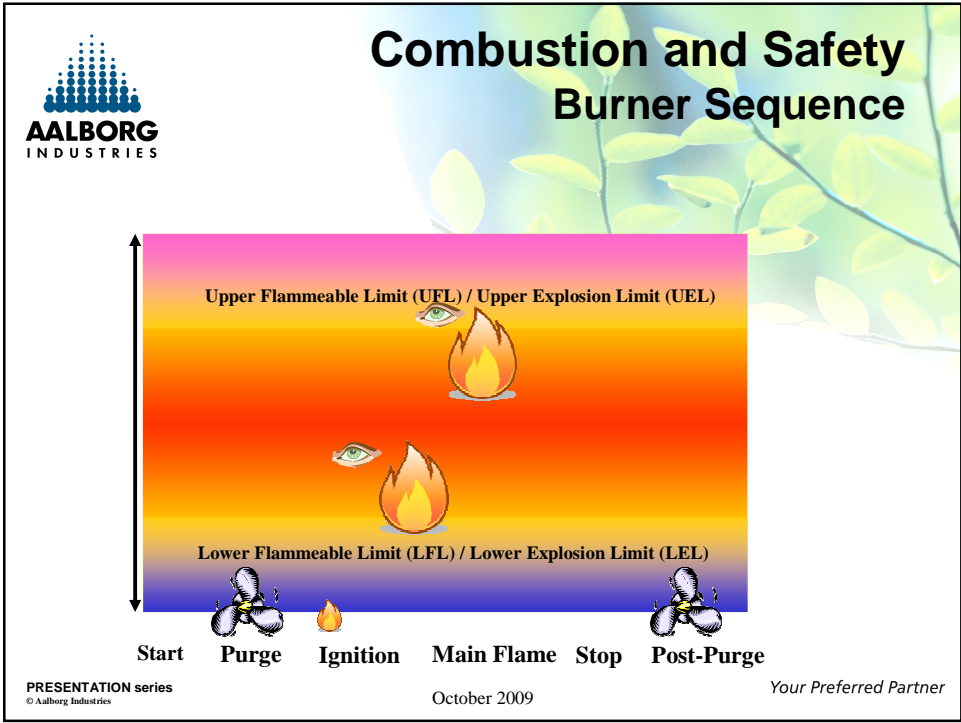 AALBORG
INDUSTRIES
Combustion and Safety
Burner Sequence
Upper Flammeable Limit (UFL) / Upper Explosion Limit (UEL)
Lower Flammeable Limit (LFL) / Lower Explosion Limit (LEL)
Start Purge Ignition Main Flame Stop Post-Purge
PRESENTATION series
© Aalborg Industries
October 2009
Your Preferred Partner